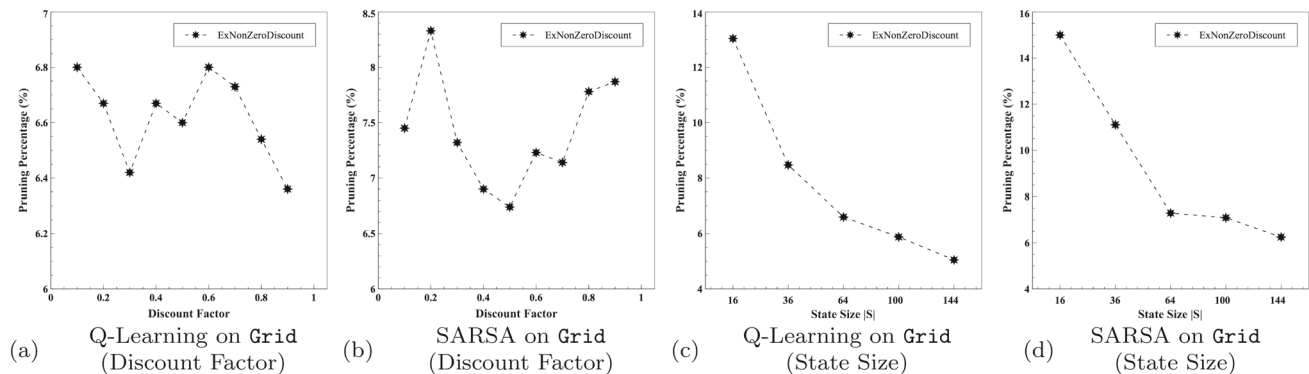 7
6.8
6.6
6.4
6.2
6
0
0.2
0.4
0.6
0.8
1
Pruning Percentage (%)
Discount Factor
ExNonZeroDiscount
8.5
8
7.5
7
6.5
6
0
0.2
0.4
0.6
0.8
1
Pruning Percentage (%)
Discount Factor
ExNonZeroDiscount
14
12
10
8
6
4
16
36
64
100
144
Pruning Percentage (%)
State Size |S|
ExNonZeroDiscount
16
14
12
10
8
6
4
16
36
64
100
144
Pruning Percentage (%)
State Size |S|
ExNonZeroDiscount
(a) Q-Learning on Grid
(Discount Factor)
(b) SARSA on Grid
(Discount Factor)
(c) Q-Learning on Grid
(State Size)
(d) SARSA on Grid
(State Size)